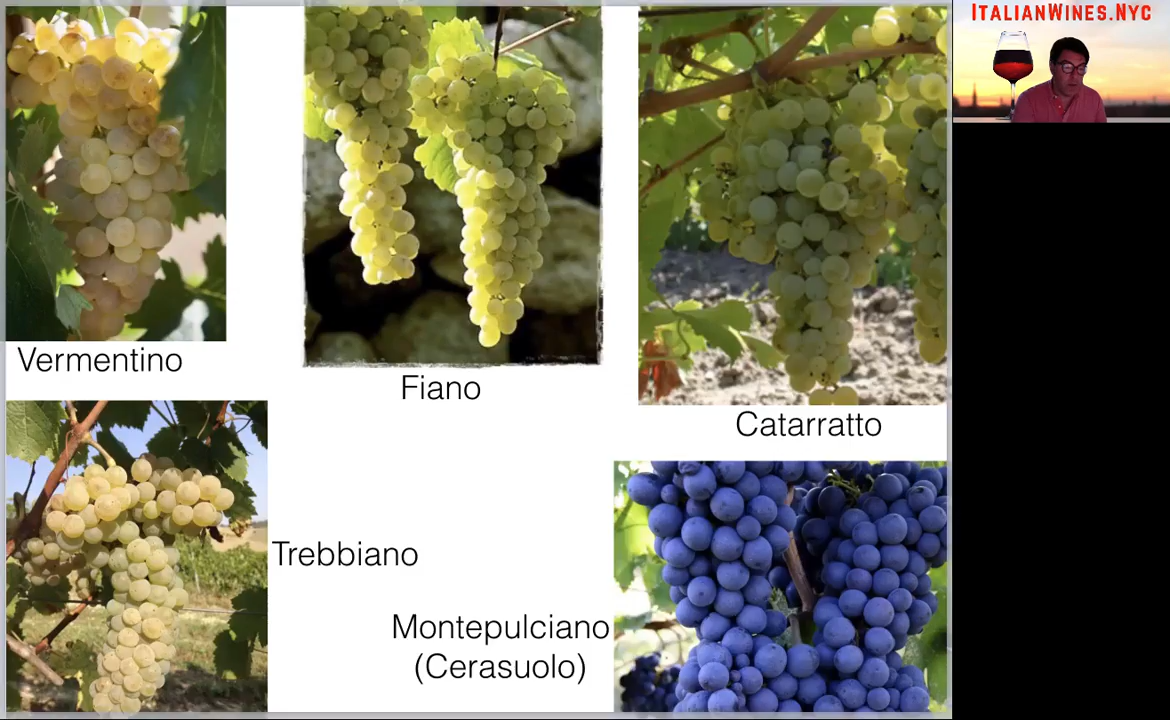 ITALIANWINES.NYC
Vermentino
Fiano
Catarratto
Trebbiano
Montepulciano
(Cerasuolo)